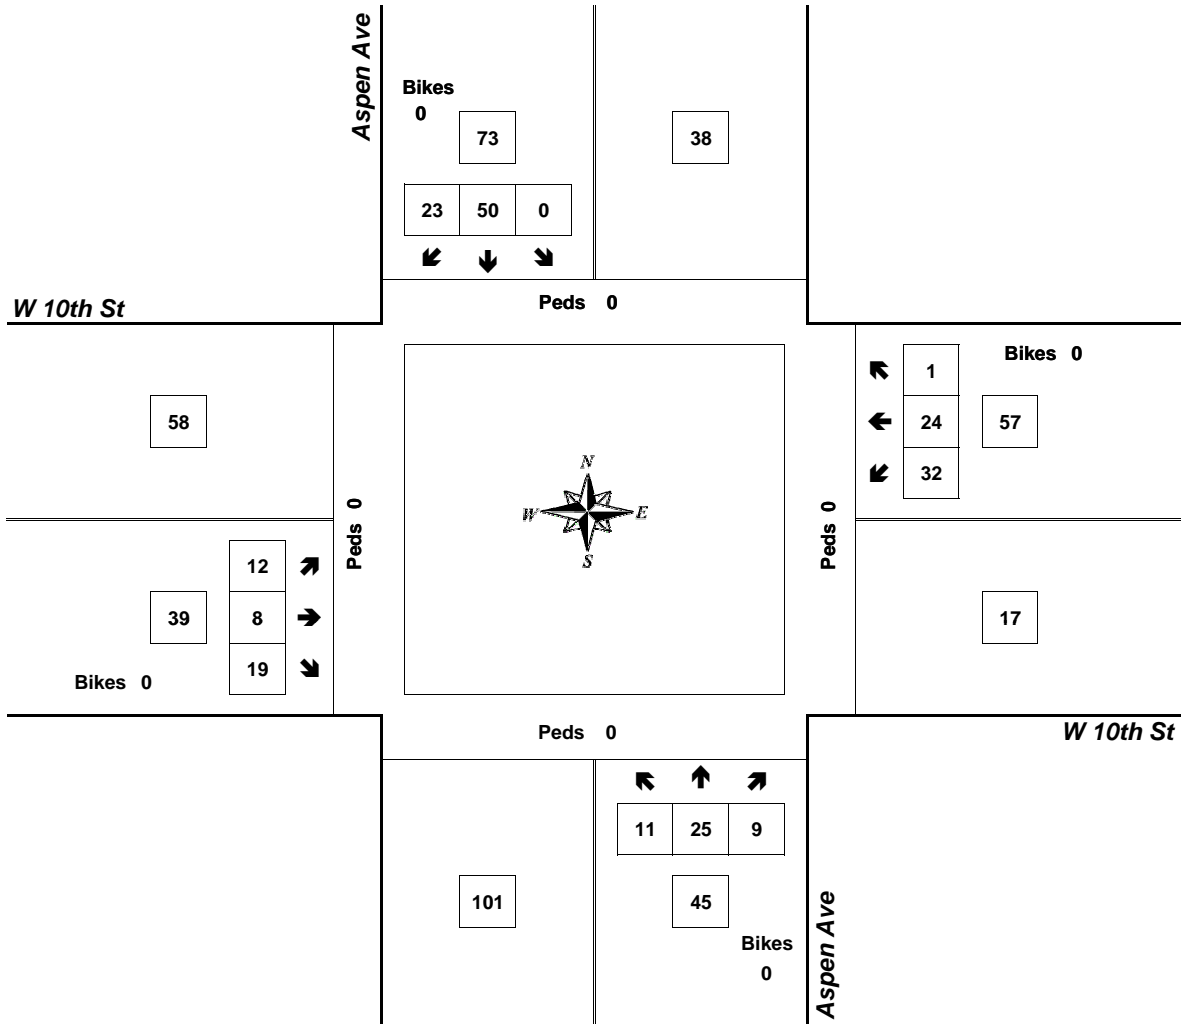 Aspen Ave
Bikes
0
73
38
23 50 0
Peds 0
W 10th St
Bikes 0
1
58
24 57
32
N
W E
S
Peds 0
Peds 0
12
39 8
17
19
Bikes 0
Peds 0
W 10th St
11 25 9
101
45
Aspen Ave
Bikes
0